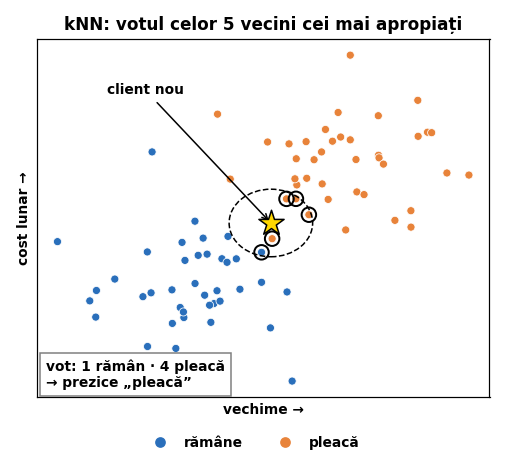 kNN: votul celor 5 vecini cei mai apropiați
client nou
cost lunar →
vot: 1 rămân · 4 pleacă
→ prezice „pleacă”
vechime →
rămâne
pleacă